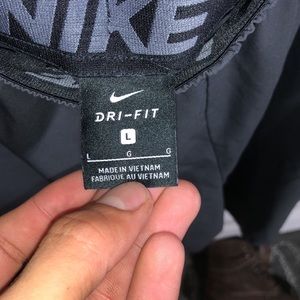 NIKE
DRI-FIT
L
L G G
MADE IN VIETNAM
FABRIQUÉ AU VIETNAM